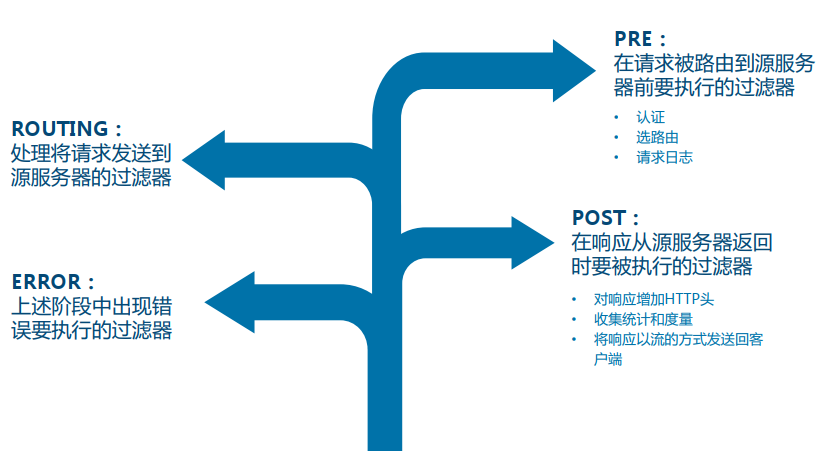 PRE：
在请求被路由到源服务
器前要执行的过滤器
• 认证
• 选路由
• 请求日志
ROUTING：
处理将请求发送到
源服务器的过滤器
POST：
在响应从源服务器返回
时要被执行的过滤器
• 对响应增加HTTP头
• 收集统计和度量
• 将响应以流的方式发送回客
户端
ERROR：
上述阶段中出现错
误要执行的过滤器